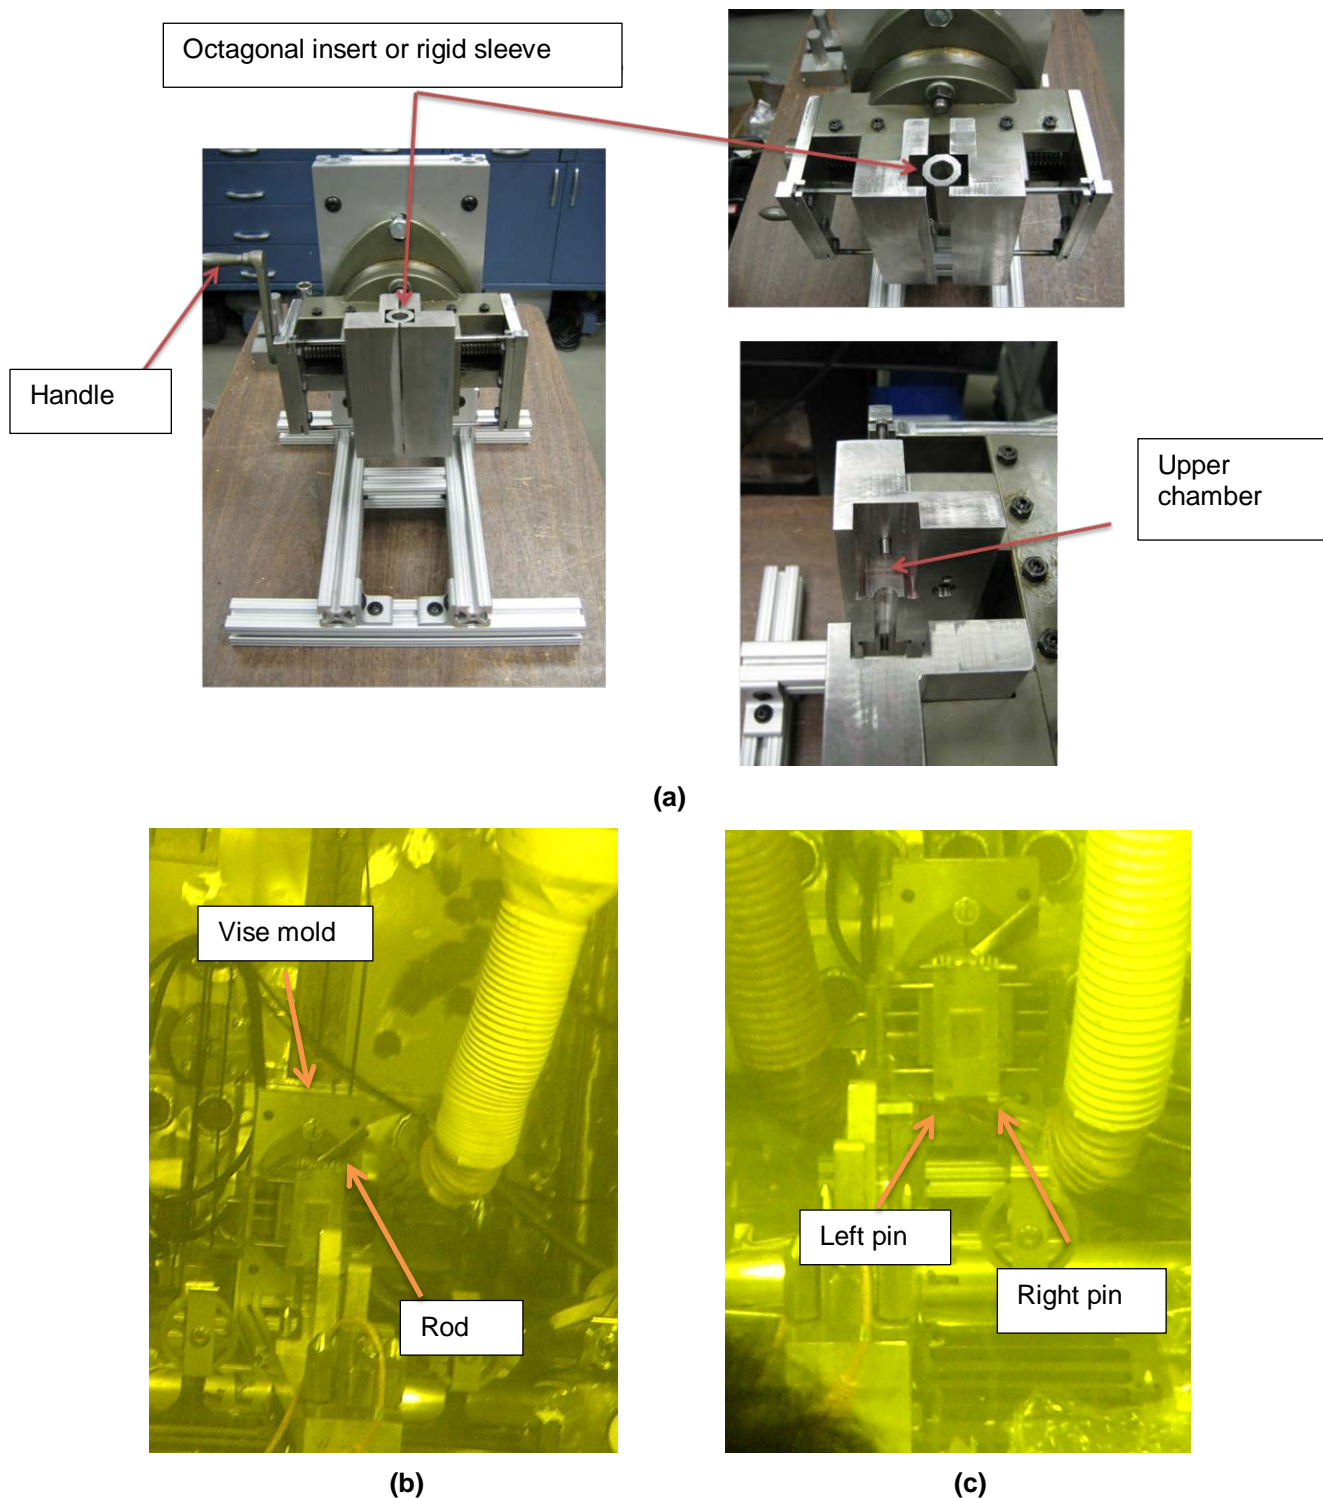 Octagonal insert or rigid sleeve
Handle
Upper
chamber
(a)
Vise mold
Rod
Left pin
Right pin
(b)
(c)